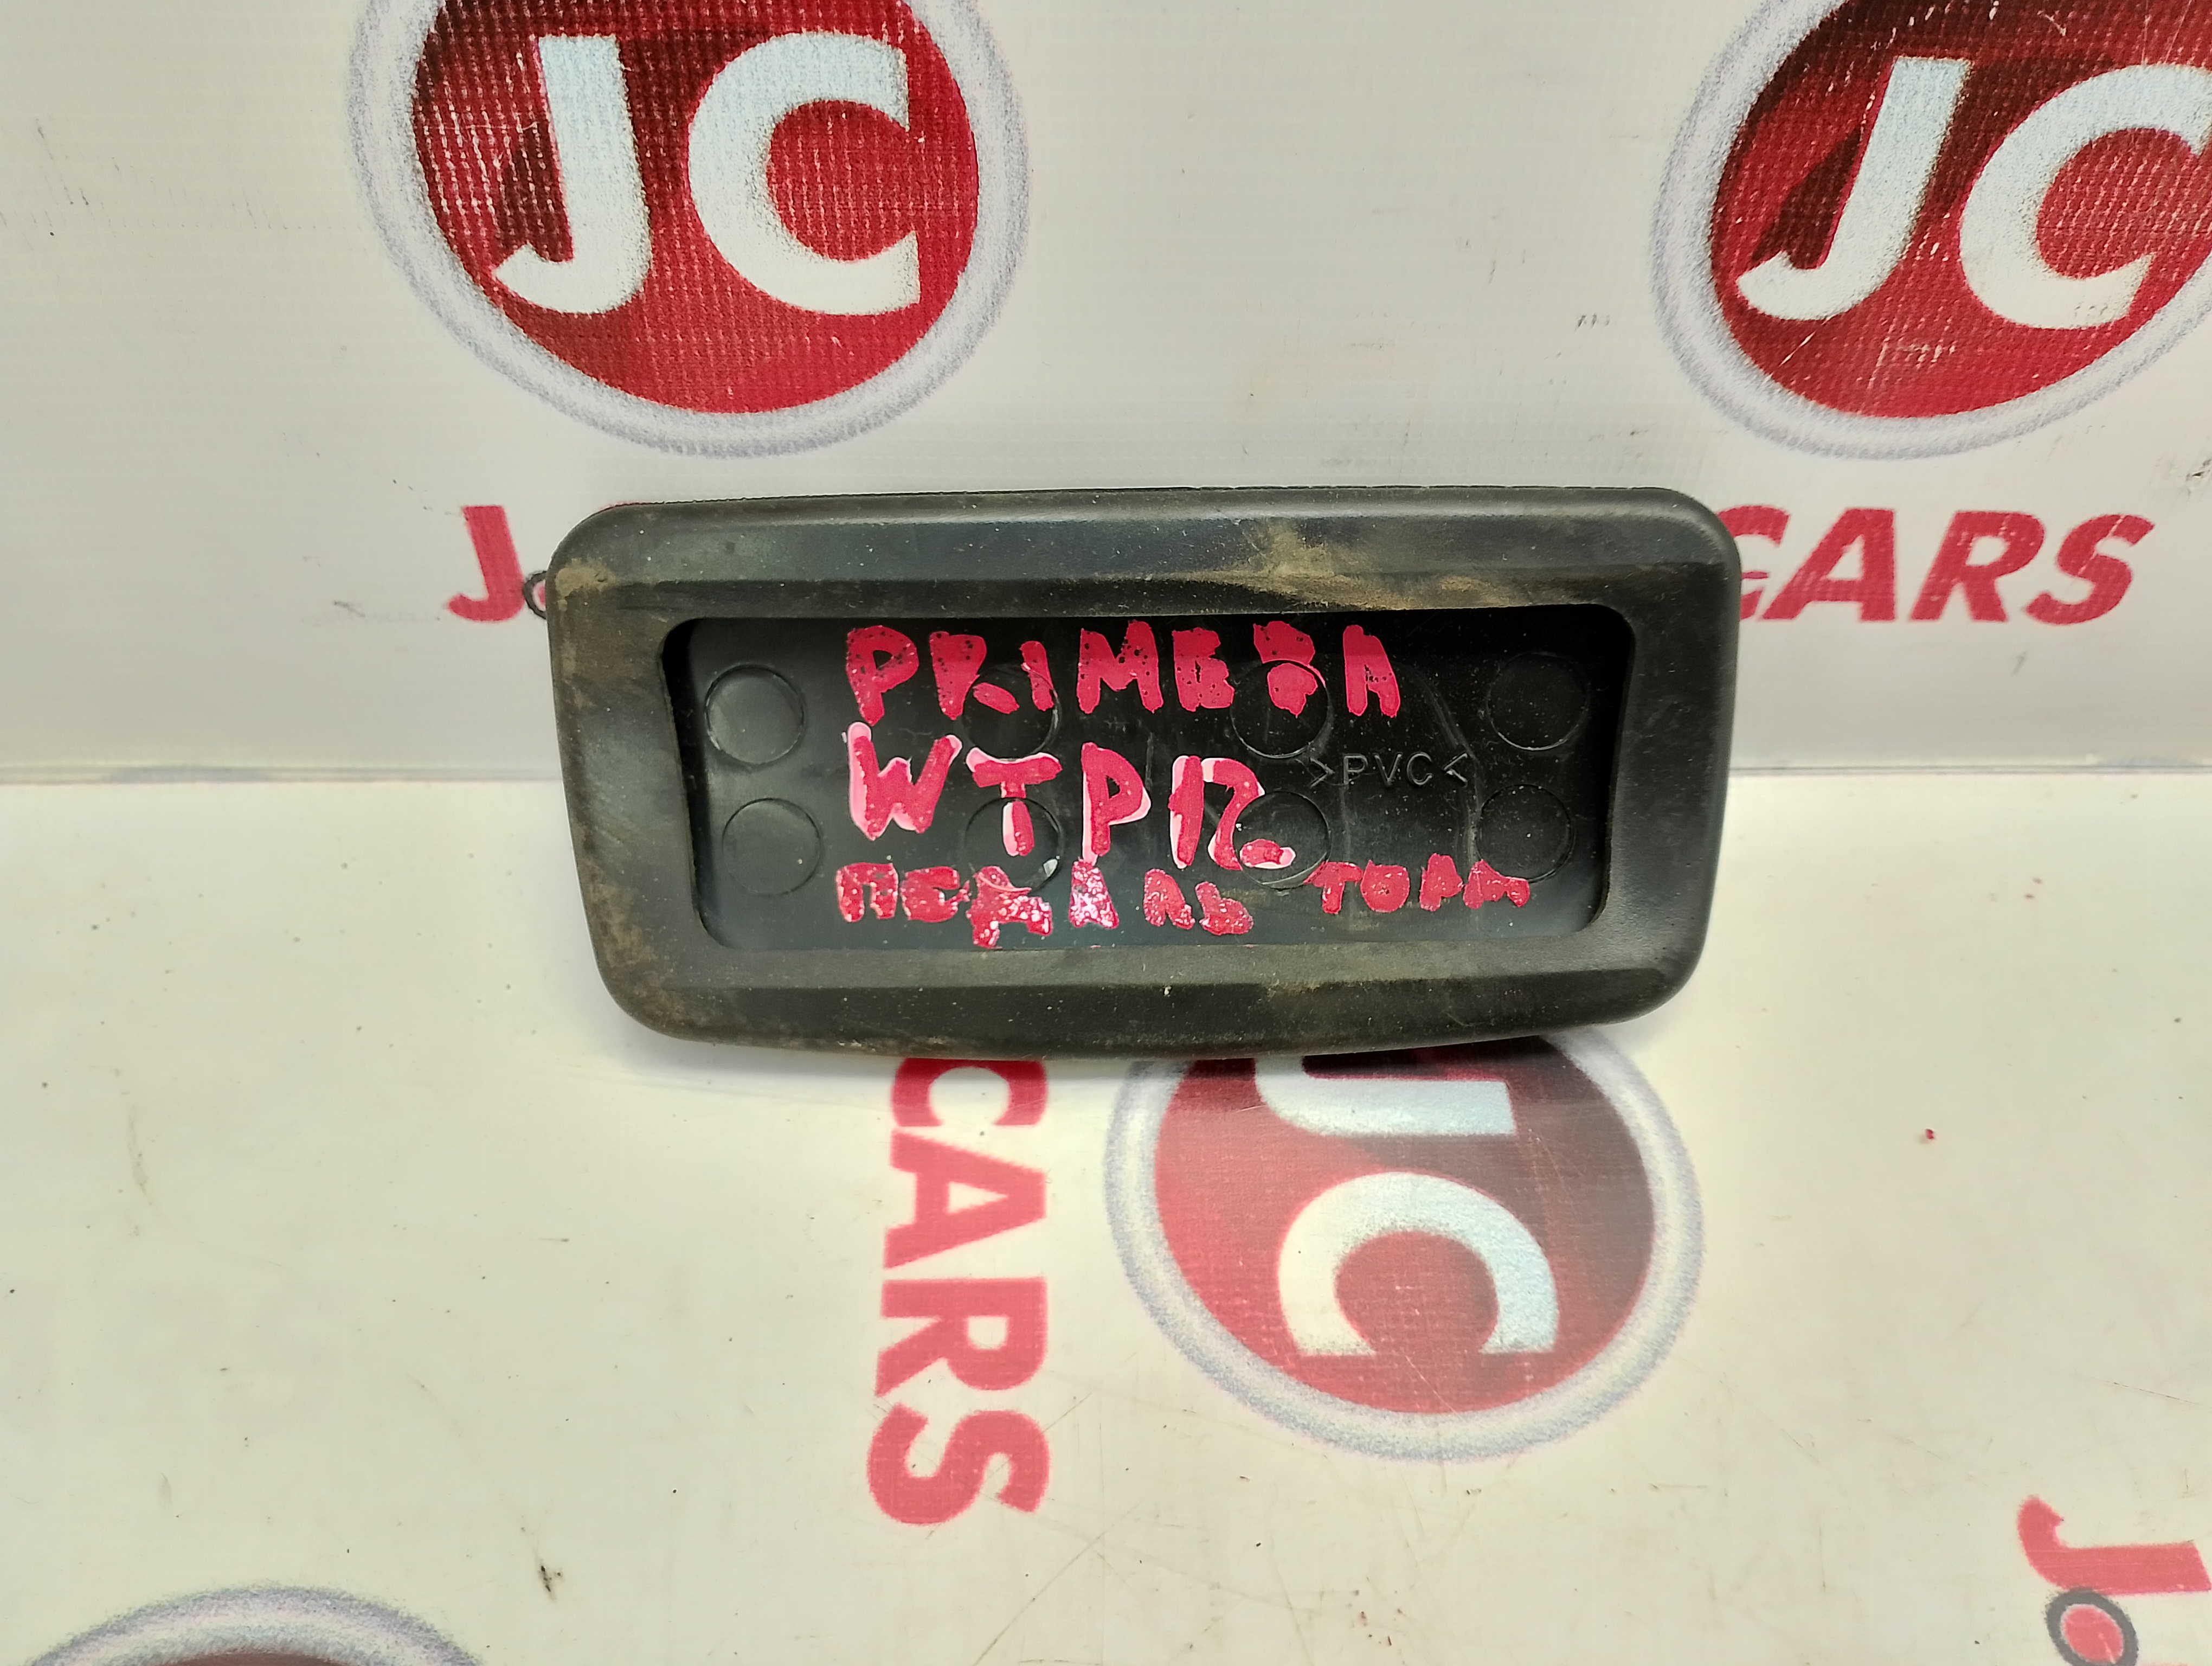 JC
JC
J
CARS
PRIMERA
WTP12
>PVC<
ПЕДАЛЬ ТОРМ
CARS
JC
J